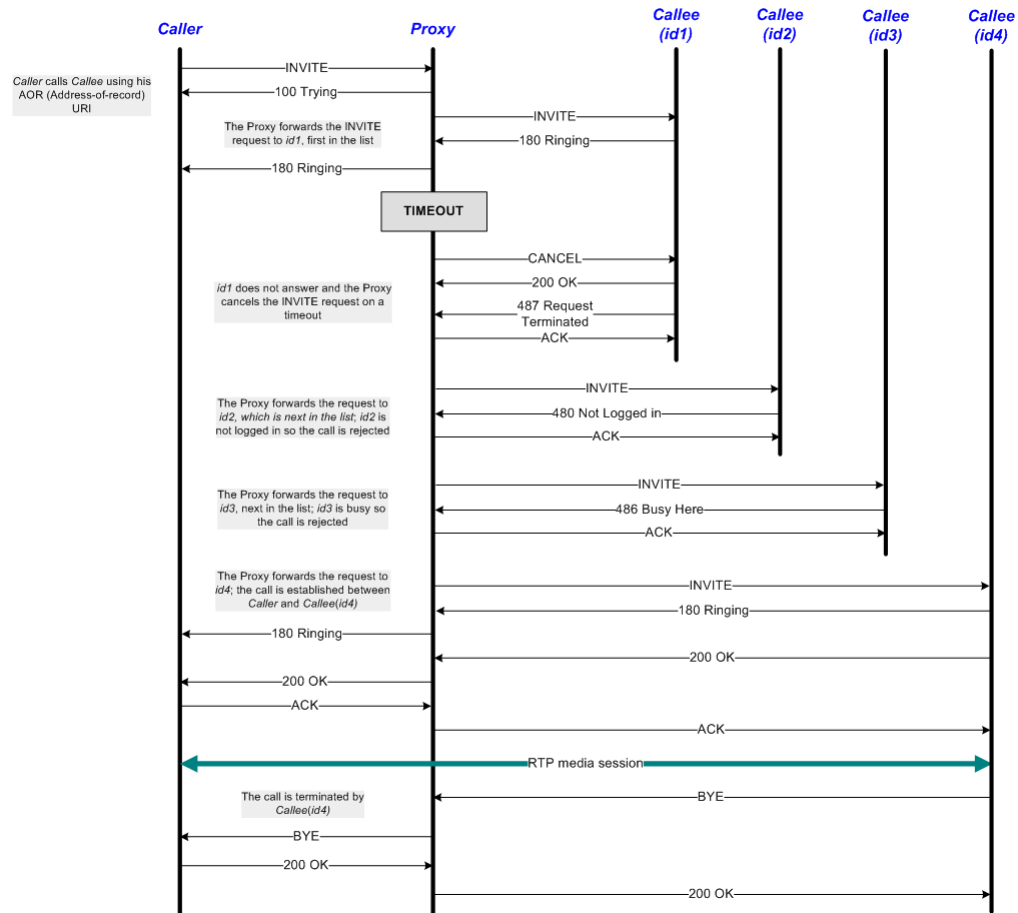 Caller
Proxy
Callee
(id1)
Callee
(id2)
Callee
(id3)
Callee
(id4)
INVITE
Caller calls Callee using his
AOR (Address-of-record)
URI
100 Trying
INVITE
The Proxy forwards the INVITE
request to id1, first in the list
180 Ringing
180 Ringing
TIMEOUT
CANCEL
200 OK
id1 does not answer and the Proxy
cancels the INVITE request on a
timeout
487 Request
Terminated
ACK
INVITE
The Proxy forwards the request to
id2, which is next in the list; id2 is
not logged in so the call is rejected
480 Not Logged in
ACK
INVITE
The Proxy forwards the request to
id3, next in the list; id3 is busy so
the call is rejected
486 Busy Here
ACK
The Proxy forwards the request to
id4; the call is established between
Caller and Callee(id4)
INVITE
180 Ringing
180 Ringing
200 OK
200 OK
ACK
ACK
RTP media session
The call is terminated by
Callee(id4)
BYE
BYE
200 OK
200 OK